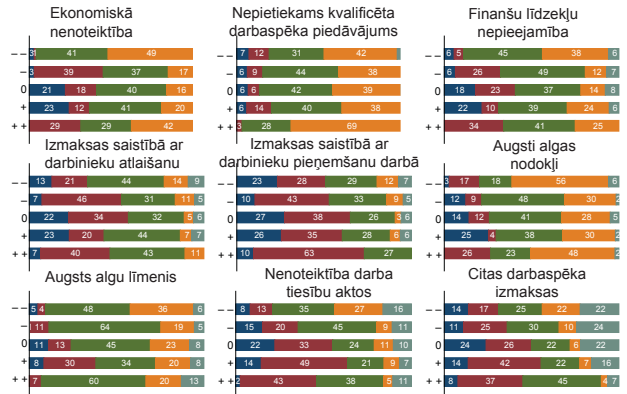 Ekonomiskā
nenoteiktība
Nepietiekams kvalificēta
darbaspēka piedāvājums
Finanšu līdzekļu
nepieejamība
– – 3 1 41 49
– 3 39 37 17
0 21 18 40 16
+ 23 12 41 20
+ + 29 29 42
7 12 31 42
6 9 44 38
6 6 42 39
6 14 40 38
3 28 69
– – 6 5 45 38 6
– 6 26 49 12 7
0 18 23 37 14 8
+ 22 10 39 24 6
+ + 34 41 25
Izmaksas saistībā ar
darbinieku atlaišanu
Izmaksas saistībā ar
darbinieku pieņemšanu darbā
Augsti algas
nodokļi
– – 13 21 44 14 9
– 7 46 31 11 5
0 22 34 32 5 6
+ 23 20 44 7 7
+ + 7 40 43 11
– – 23 28 29 12 7
– 10 43 33 9 5
0 27 38 26 3 6
+ 26 35 28 6 6
+ + 10 63 27
– – 3 17 18 56 6
– 12 9 48 30 2
0 14 12 41 28 5
+ 25 4 38 30 2
+ + 26 23 48 2
Augsts algu līmenis
Nenoteiktība darba
tiesību aktos
Citas darbaspēka
izmaksas
– – 5 4 48 36 6
– 1 11 64 19 5
0 11 13 45 23 8
+ 8 30 34 20 8
+ + 7 60 20 13
– – 8 13 35 27 16
– 15 20 45 9 11
0 22 33 24 11 10
+ 14 49 21 9 7
+ + 2 43 38 5 11
– – 14 17 25 22 22
– 11 25 30 10 24
0 24 26 22 6 22
+ 14 42 22 7 16
+ + 8 37 45 4 7